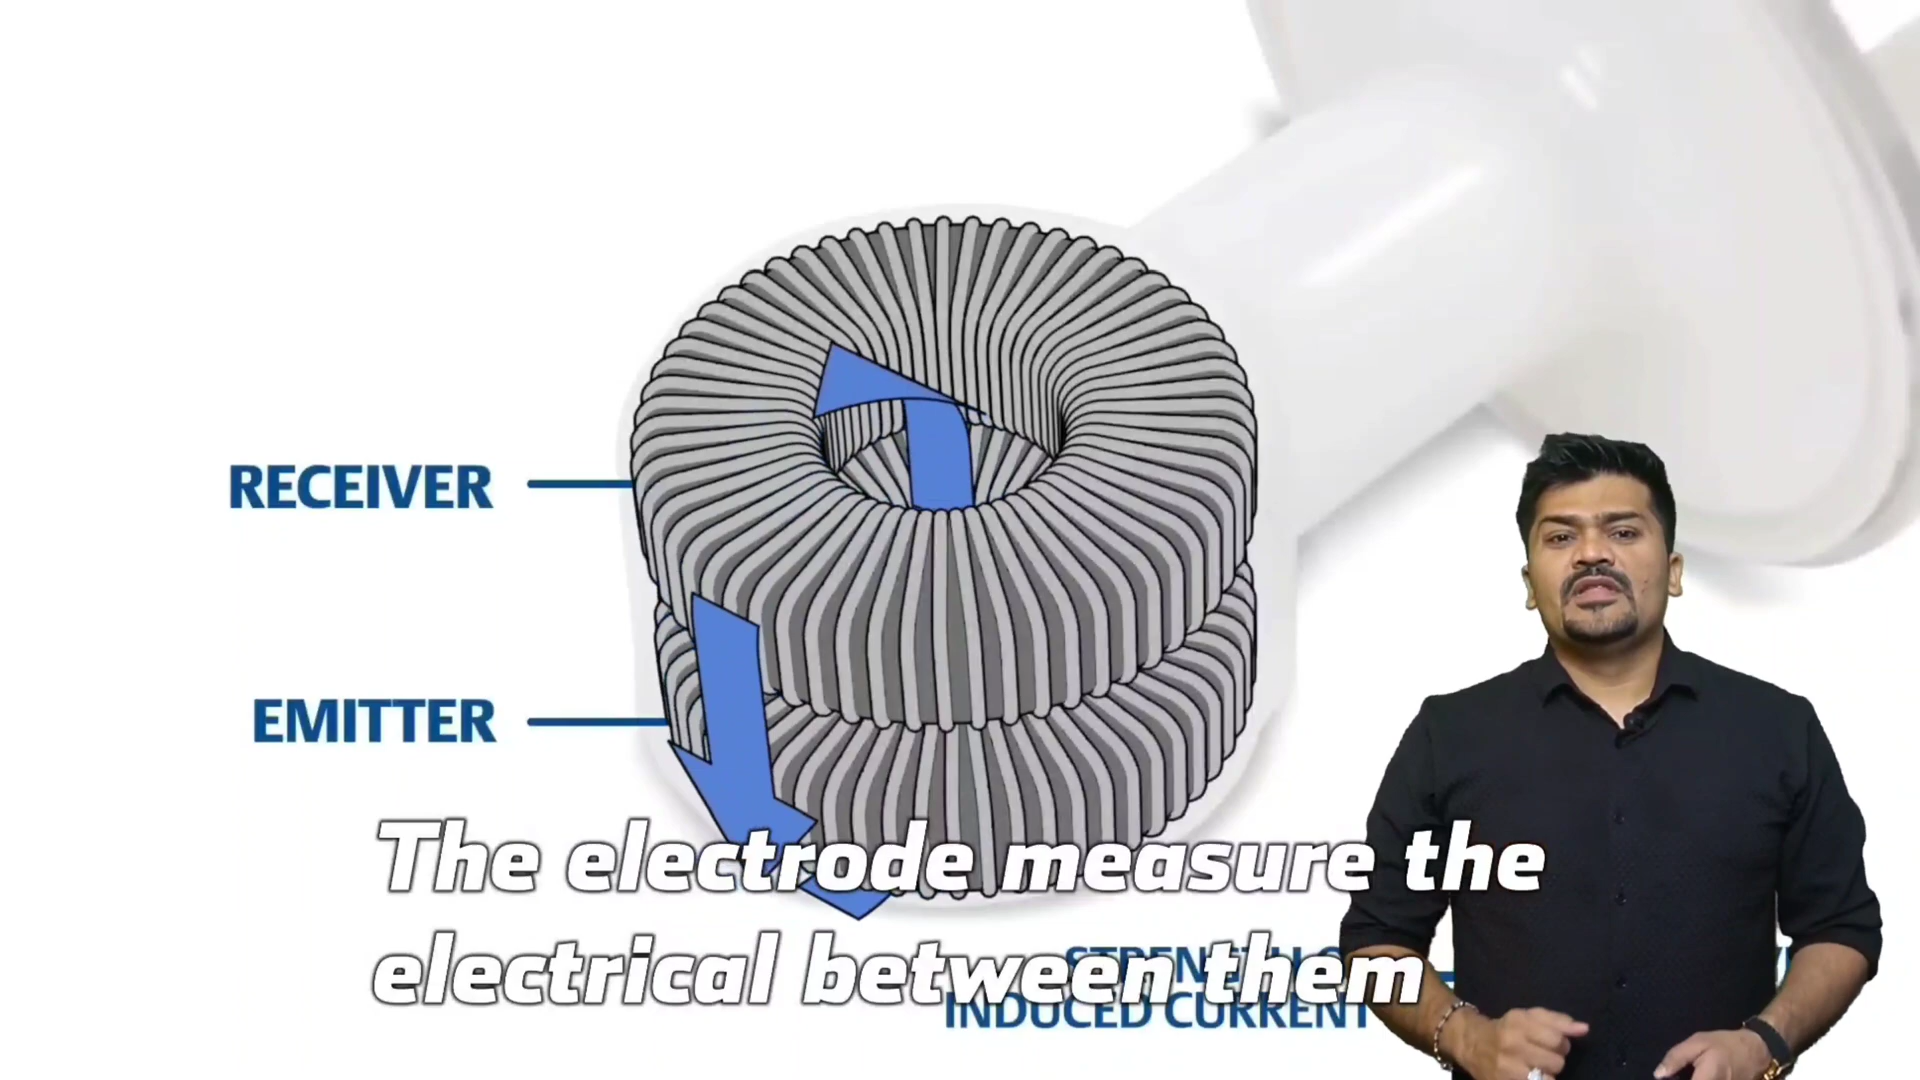 RECEIVER
EMITTER
The electrode measure the
electrical between them
INDUCED CURRENT